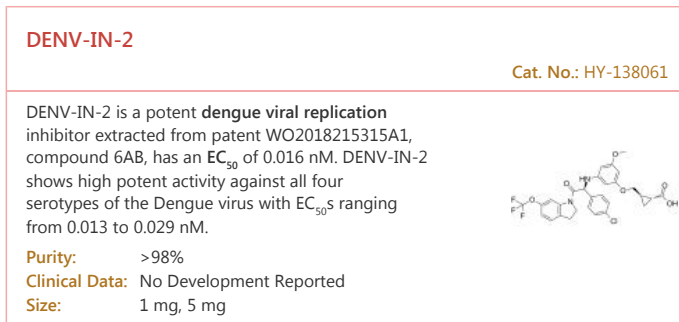 DENV-IN-2
Cat. No.: HY-138061
DENV-IN-2 is a potent dengue viral replication
inhibitor extracted from patent WO2018215315A1,
compound 6AB, has an EC50 of 0.016 nM. DENV-IN-2
shows high potent activity against all four
serotypes of the Dengue virus with EC50s ranging
from 0.013 to 0.029 nM.
Purity: >98%
Clinical Data: No Development Reported
Size: 1 mg, 5 mg